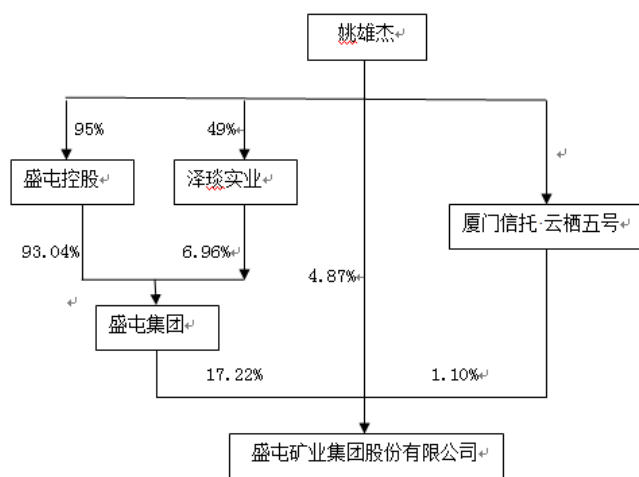 姚雄杰
95%
49%
盛屯控股
泽琰实业
厦门信托·云栖五号
93.04%
6.96%
4.87%
盛屯集团
17.22%
1.10%
盛屯矿业集团股份有限公司